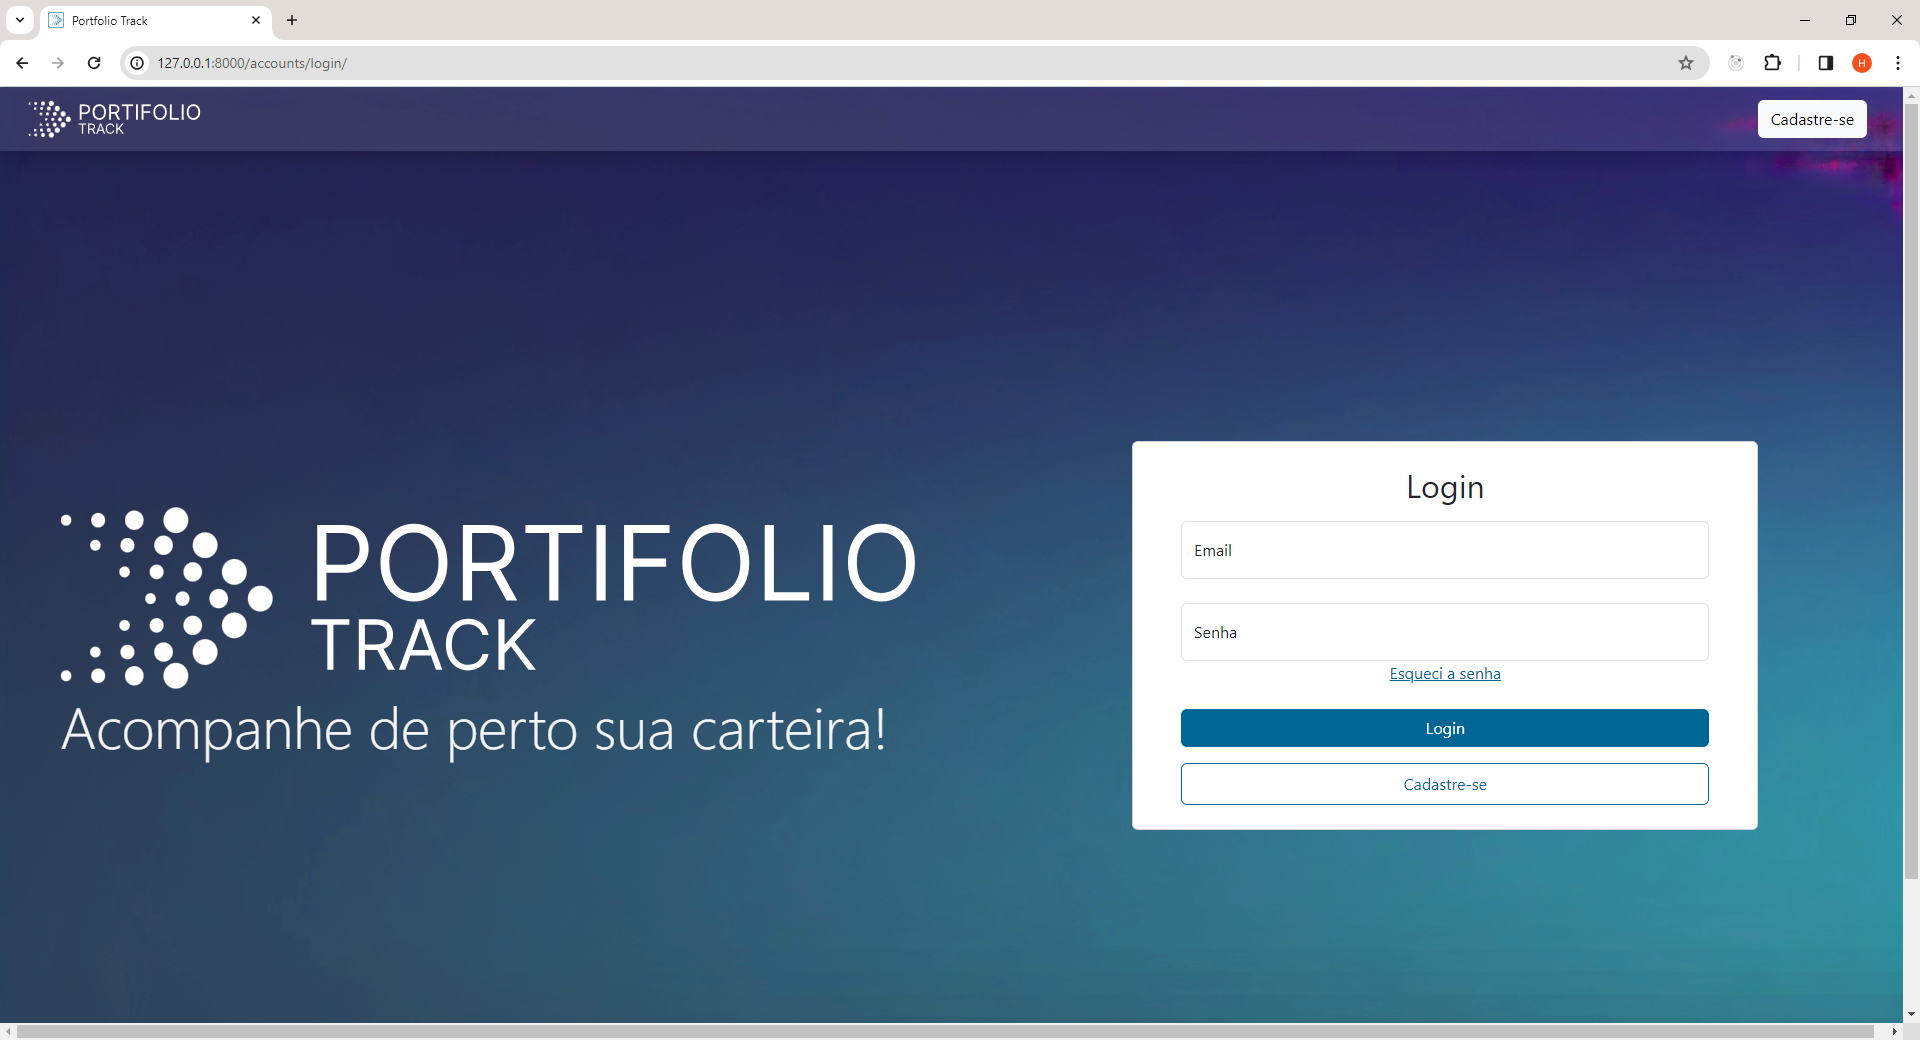 Portfolio Track
127.0.0.1:8000/accounts/login/
H
PORTIFOLIO
TRACK
Cadastre-se
PORTIFOLIO
TRACK
Acompanhe de perto sua carteira!
Login
Email
Senha
Esqueci a senha
Login
Cadastre-se